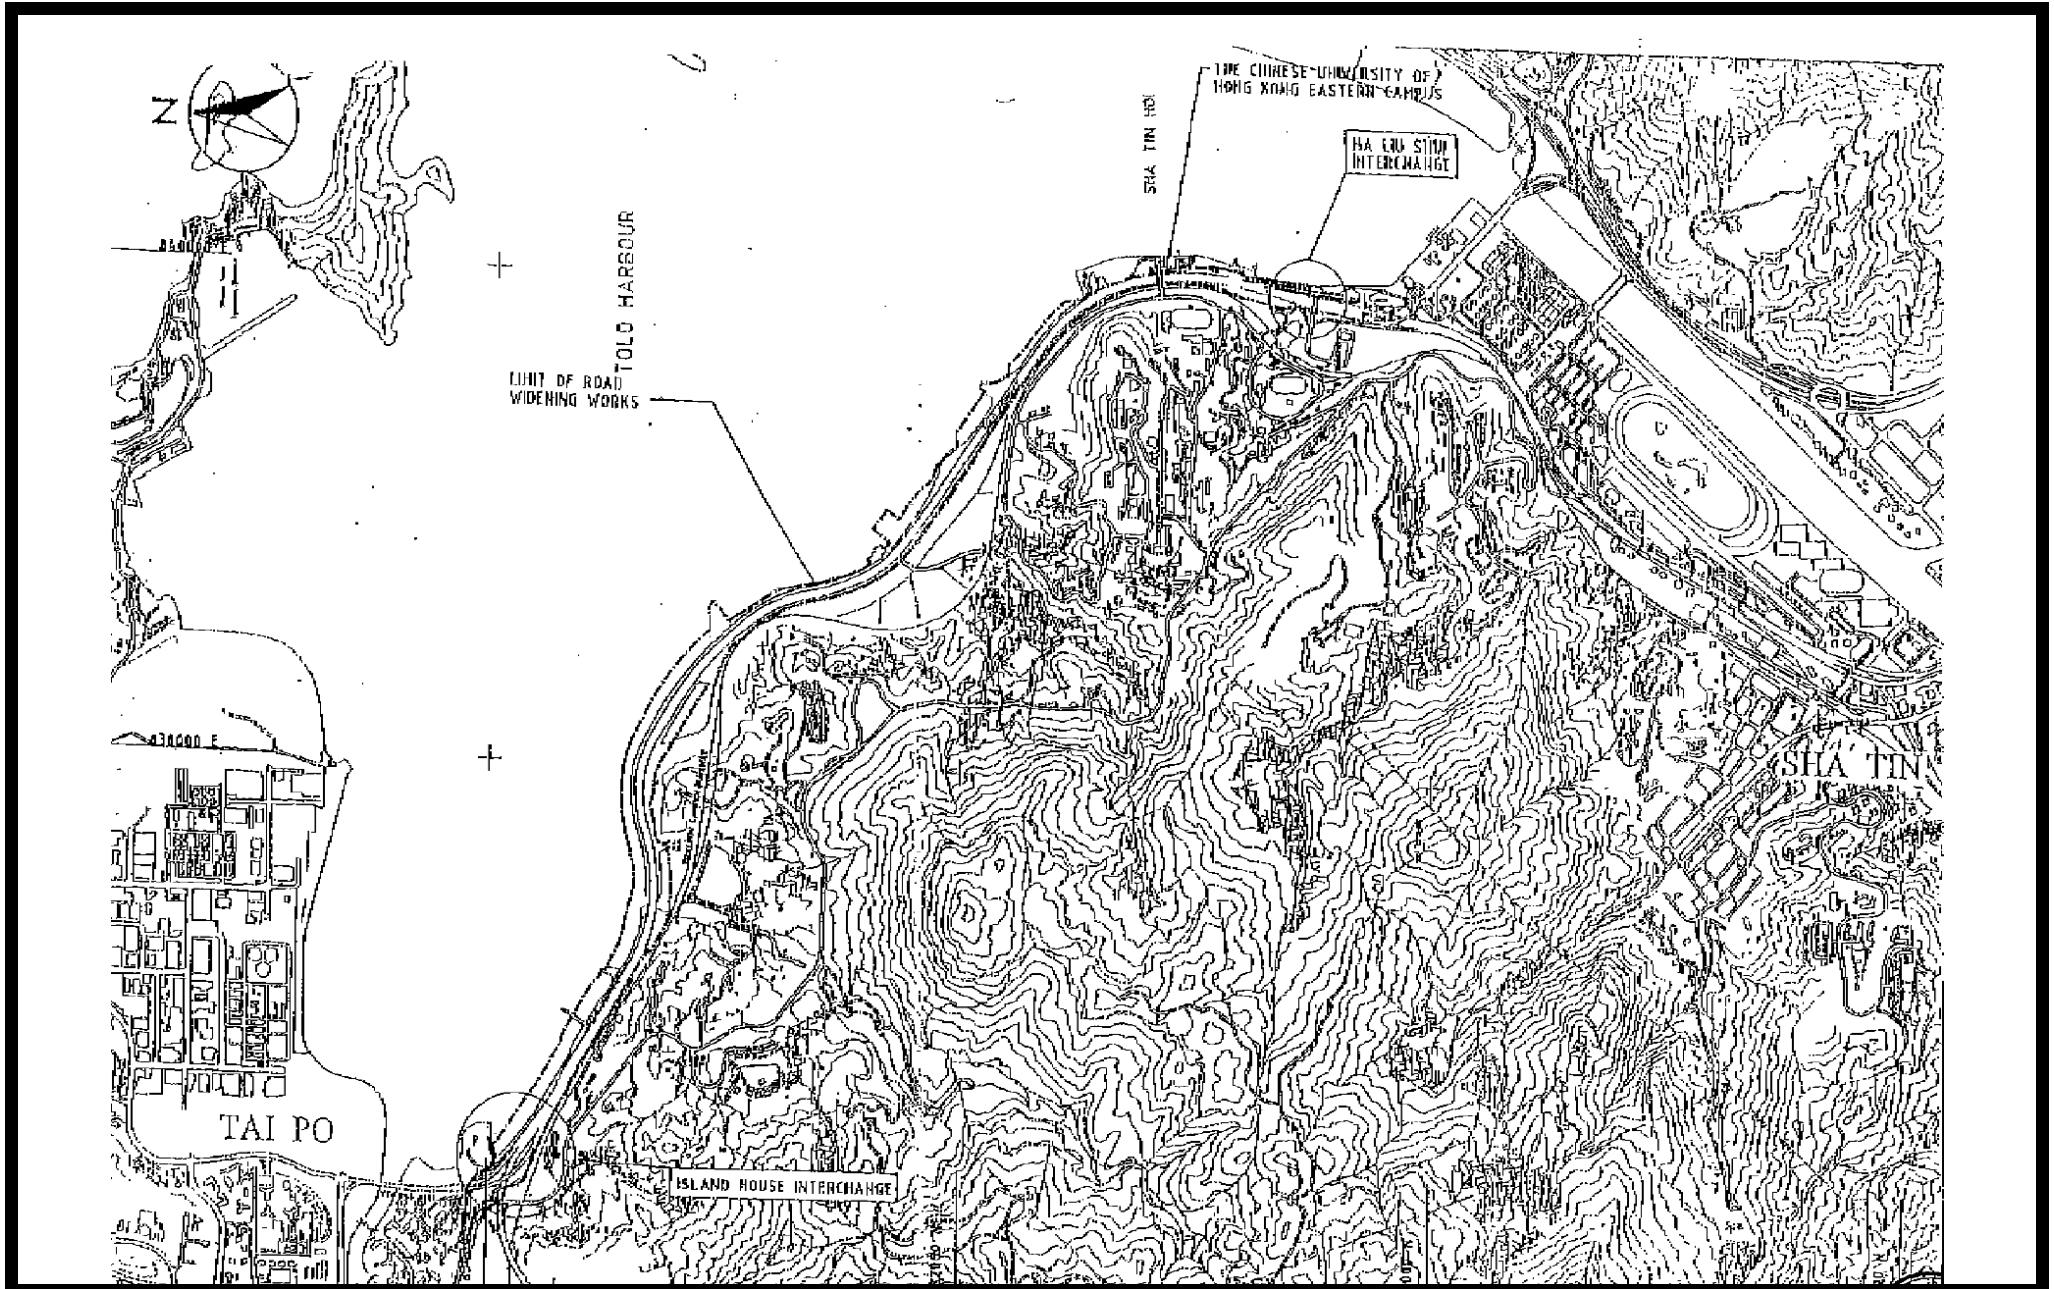 N
THE CHINESE UNIVERSITY OF
HONG KONG EASTERN CAMPUS
SHA TIN HOI
INTERCHANGE
TOLO HARBOUR
LIMIT OF ROAD
WIDENING WORKS
830000 E
SHA TIN
TAI PO
ISLAND HOUSE INTERCHANGE